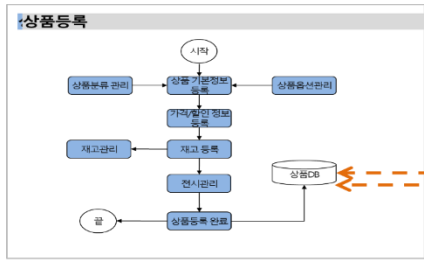 상품등록
시작
상품분류 관리
상품 기본정보
등록
상품옵션관리
가격/할인 정보
등록
재고관리
재고 등록
상품DB
전시관리
끝
상품등록 완료